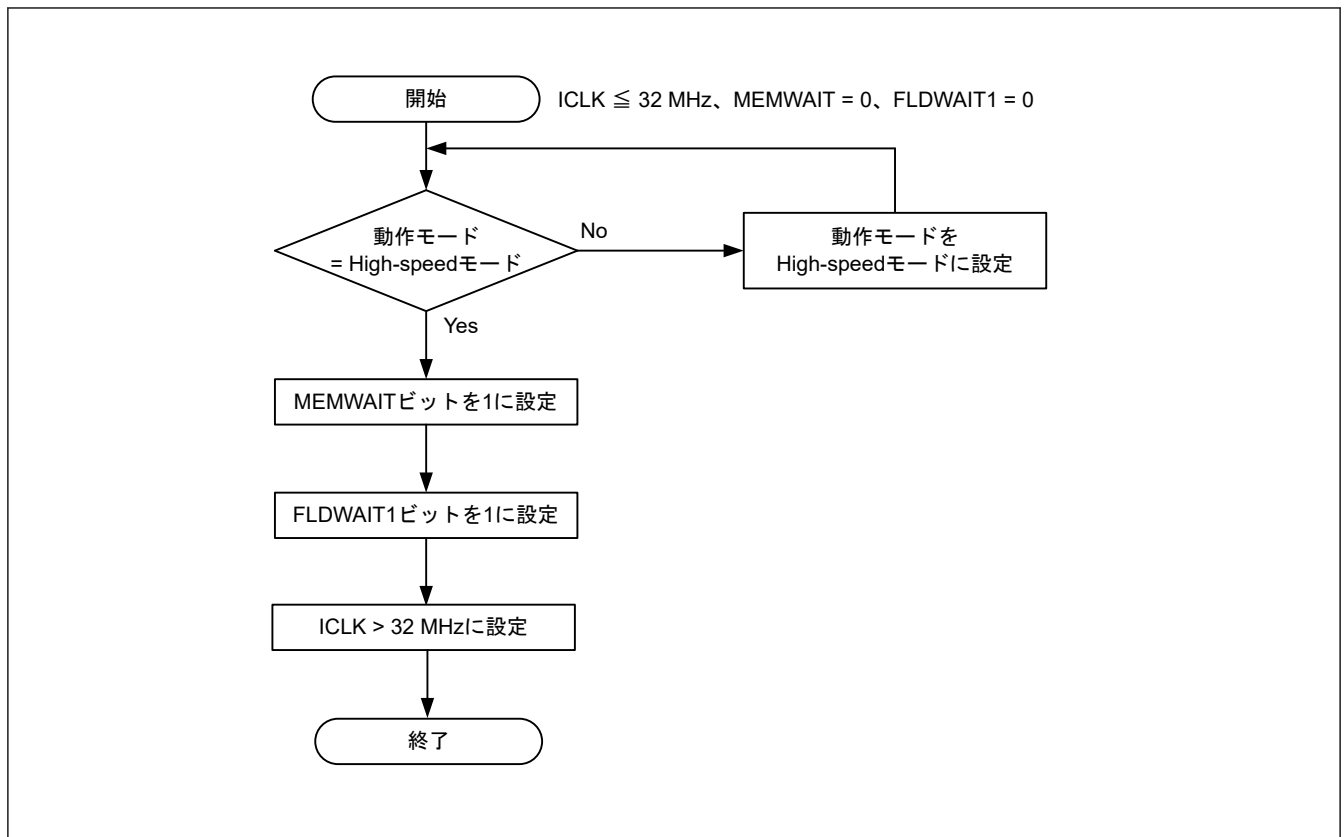 開始
ICLK ≦ 32 MHz、MEMWAIT = 0、FLDWAIT1 = 0
動作モード
= High-speedモード
No
動作モードを
High-speedモードに設定
Yes
MEMWAITビットを1に設定
FLDWAIT1ビットを1に設定
ICLK > 32 MHzに設定
終了